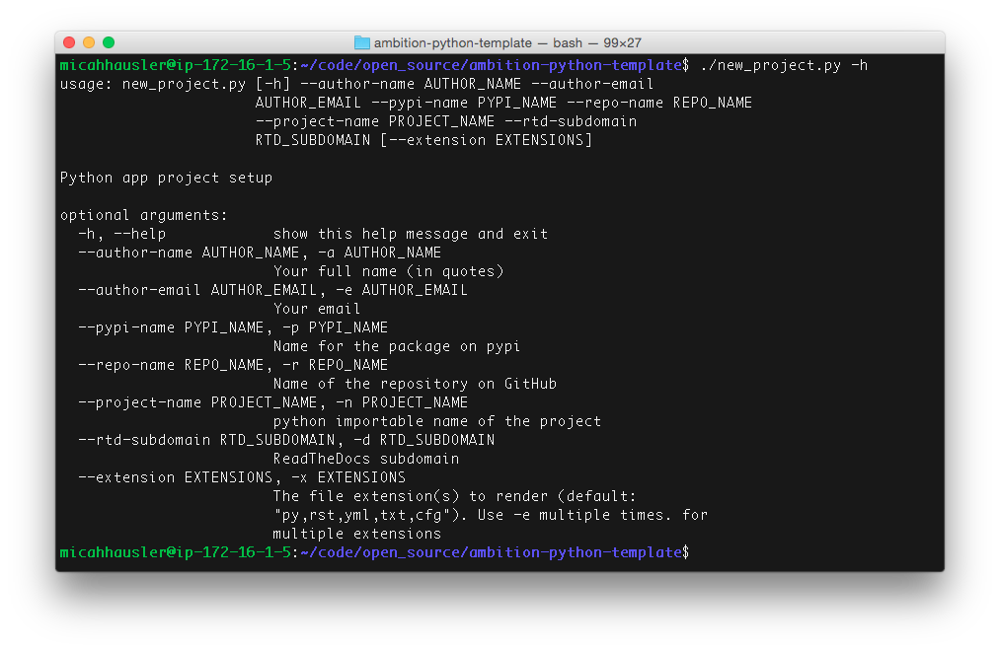 ambition-python-template — bash — 99×27
micahhausler@ip-172-16-1-5:~/code/open_source/ambition-python-template$ ./new_project.py -h
usage: new_project.py [-h] --author-name AUTHOR_NAME --author-email
                      AUTHOR_EMAIL --pypi-name PYPI_NAME --repo-name REPO_NAME
                      --project-name PROJECT_NAME --rtd-subdomain
                      RTD_SUBDOMAIN [--extension EXTENSIONS]

Python app project setup

optional arguments:
  -h, --help            show this help message and exit
  --author-name AUTHOR_NAME, -a AUTHOR_NAME
                        Your full name (in quotes)
  --author-email AUTHOR_EMAIL, -e AUTHOR_EMAIL
                        Your email
  --pypi-name PYPI_NAME, -p PYPI_NAME
                        Name for the package on pypi
  --repo-name REPO_NAME, -r REPO_NAME
                        Name of the repository on GitHub
  --project-name PROJECT_NAME, -n PROJECT_NAME
                        python importable name of the project
  --rtd-subdomain RTD_SUBDOMAIN, -d RTD_SUBDOMAIN
                        ReadTheDocs subdomain
  --extension EXTENSIONS, -x EXTENSIONS
                        The file extension(s) to render (default:
                        "py,rst,yml,txt,cfg"). Use -e multiple times. for
                        multiple extensions
micahhausler@ip-172-16-1-5:~/code/open_source/ambition-python-template$